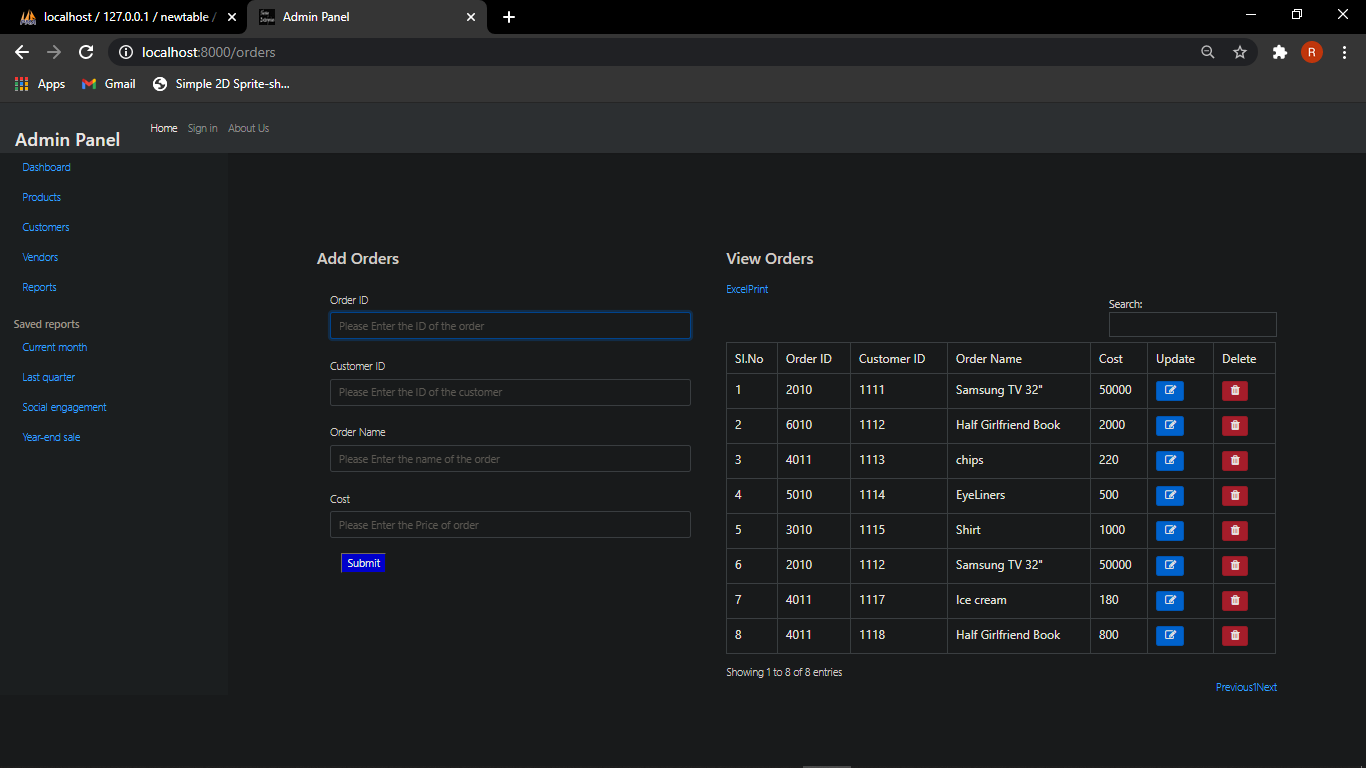 localhost / 127.0.0.1 / newtable /
Admin Panel
localhost:8000/orders
R
Apps
Gmail
Simple 2D Sprite-sh...
Admin Panel
Home
Sign in
About Us
Dashboard
Products
Customers
Vendors
Reports
Saved reports
Current month
Last quarter
Social engagement
Year-end sale
Add Orders
Order ID
Please Enter the ID of the order
Customer ID
Please Enter the ID of the customer
Order Name
Please Enter the name of the order
Cost
Please Enter the Price of order
Submit
View Orders
ExcelPrint
Search:
Sl.No Order ID Customer ID Order Name Cost Update Delete
1 2010 1111 Samsung TV 32" 50000
2 6010 1112 Half Girlfriend Book 2000
3 4011 1113 chips 220
4 5010 1114 EyeLiners 500
5 3010 1115 Shirt 1000
6 2010 1112 Samsung TV 32" 50000
7 4011 1117 Ice cream 180
8 4011 1118 Half Girlfriend Book 800
Showing 1 to 8 of 8 entries
Previous1Next